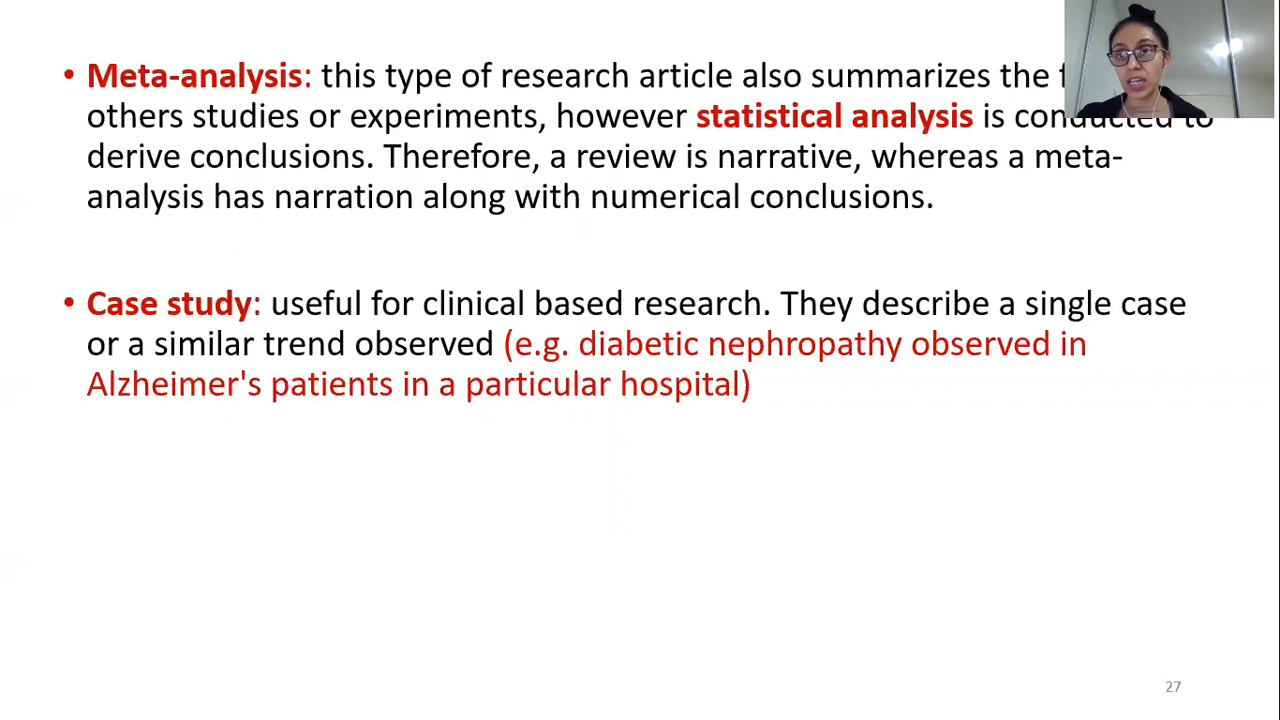 • Meta-analysis: this type of research article also summarizes the
others studies or experiments, however statistical analysis is conducted to
derive conclusions. Therefore, a review is narrative, whereas a meta-
analysis has narration along with numerical conclusions.
• Case study: useful for clinical based research. They describe a single case
or a similar trend observed (e.g. diabetic nephropathy observed in
Alzheimer's patients in a particular hospital)
27